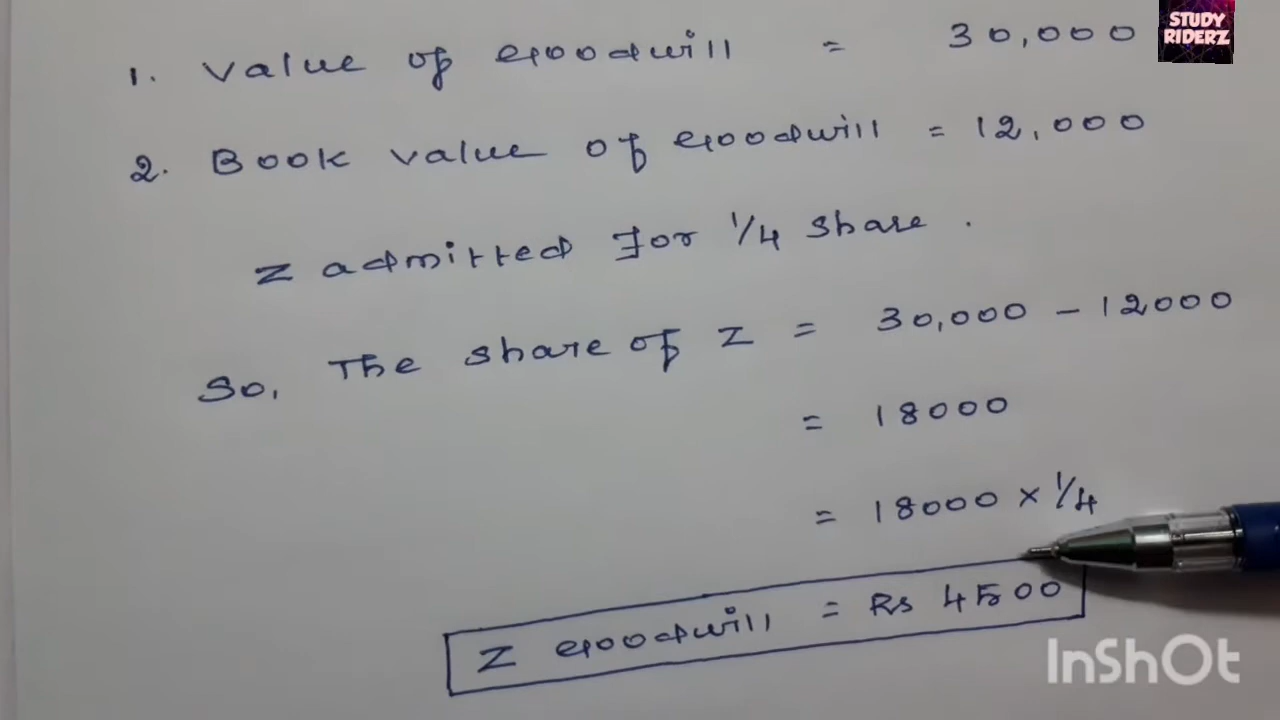 STUDY
RIDERZ
1. Value of Goodwill = 30,000
2. Book value of Goodwill = 12,000
Z admitted for 1/4 share.
So, The share of Z = 30,000 - 12000
= 18000
= 18000 × 1/4
Z Goodwill = Rs 4500
InShOt